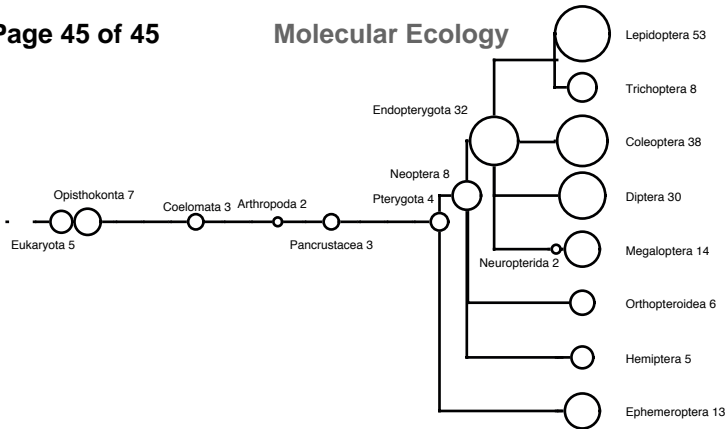 Page 45 of 45
Molecular Ecology
Lepidoptera 53
Trichoptera 8
Endopterygota 32
Coleoptera 38
Neoptera 8
Opisthokonta 7
Pterygota 4
Diptera 30
Coelomata 3
Arthropoda 2
Eukaryota 5
Pancrustacea 3
Neuropterida 2
Megaloptera 14
Orthopteroidea 6
Hemiptera 5
Ephemeroptera 13